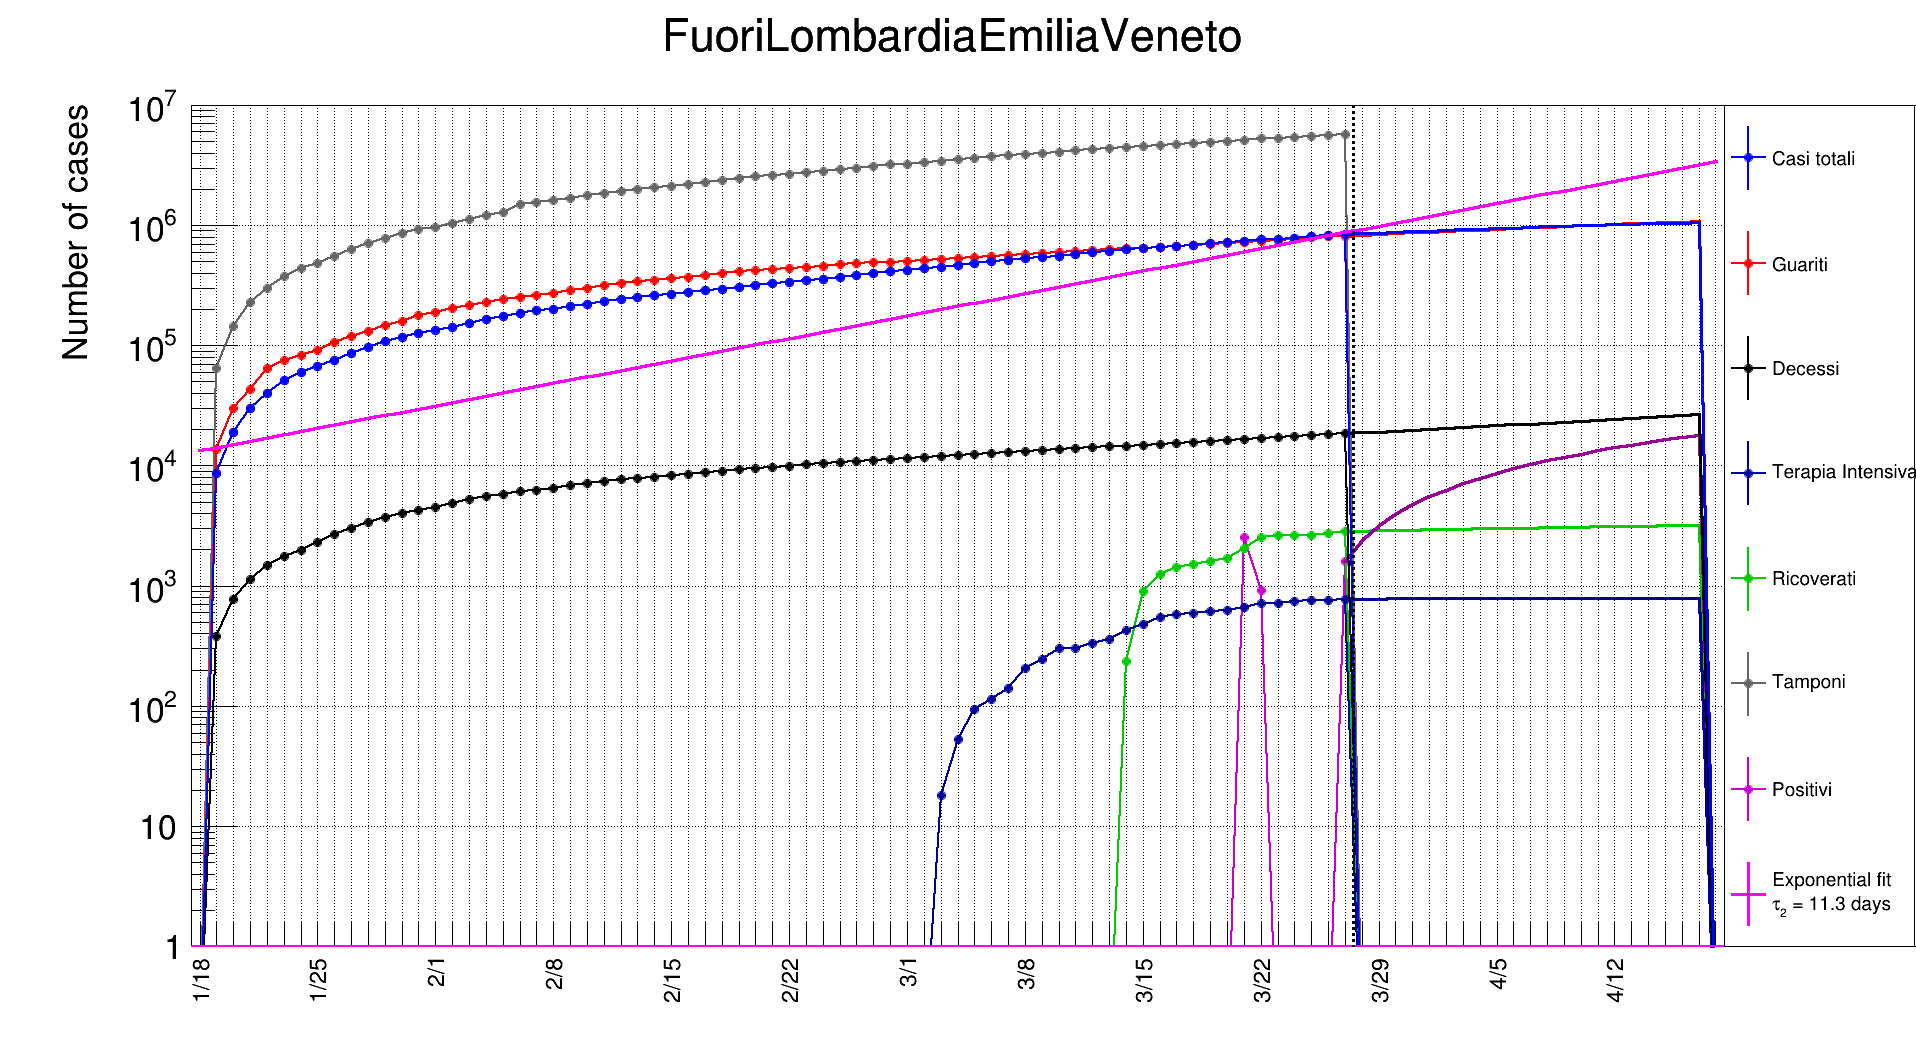 FuoriLombardiaEmiliaVeneto
Number of cases
10^7
10^6
10^5
10^4
10^3
10^2
10
1
1/18 1/25 2/1 2/8 2/15 2/22 3/1 3/8 3/15 3/22 3/29 4/5 4/12
Casi totali
Guariti
Decessi
Terapia Intensiva
Ricoverati
Tamponi
Positivi
Exponential fit
τ₂ = 11.3 days